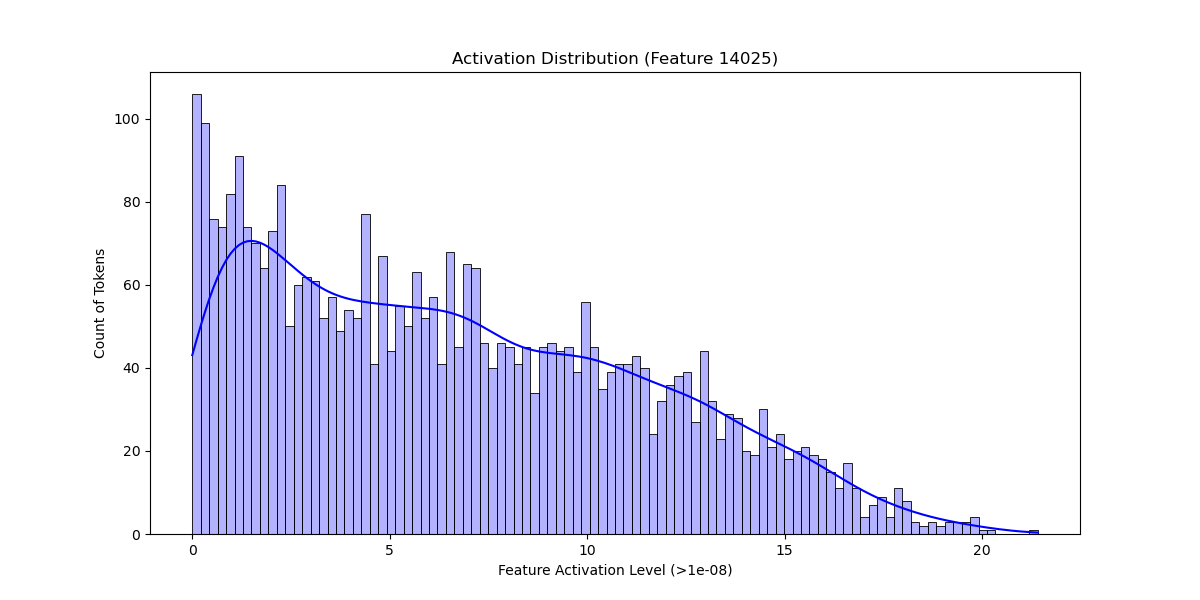 Activation Distribution (Feature 14025)
100
80
60
40
20
0
Count of Tokens
0 5 10 15 20
Feature Activation Level (>1e-08)